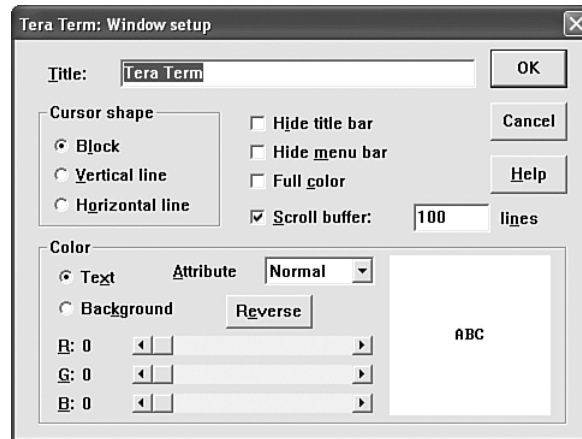 Tera Term: Window setup
Title: Tera Term
OK
Cursor shape
Block
Vertical line
Horizontal line
Hide title bar
Hide menu bar
Full color
Scroll buffer: 100 lines
Cancel
Help
Color
Text
Attribute Normal
Background
Reverse
R: 0
G: 0
B: 0
ABC